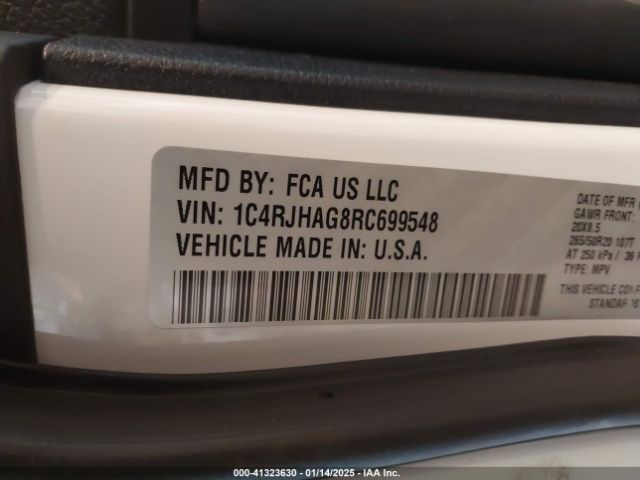 MFD BY: FCA US LLC
VIN: 1C4RJHAG8RC699548
VEHICLE MADE IN: U.S.A.
DATE OF MFR
GAWR FRONT:
20X8.5
265/50R20 107T
AT 250 kPa / 36
TYPE: MPV
THIS VEHICLE
000-41323630 - 01/14/2025 - IAA Inc.